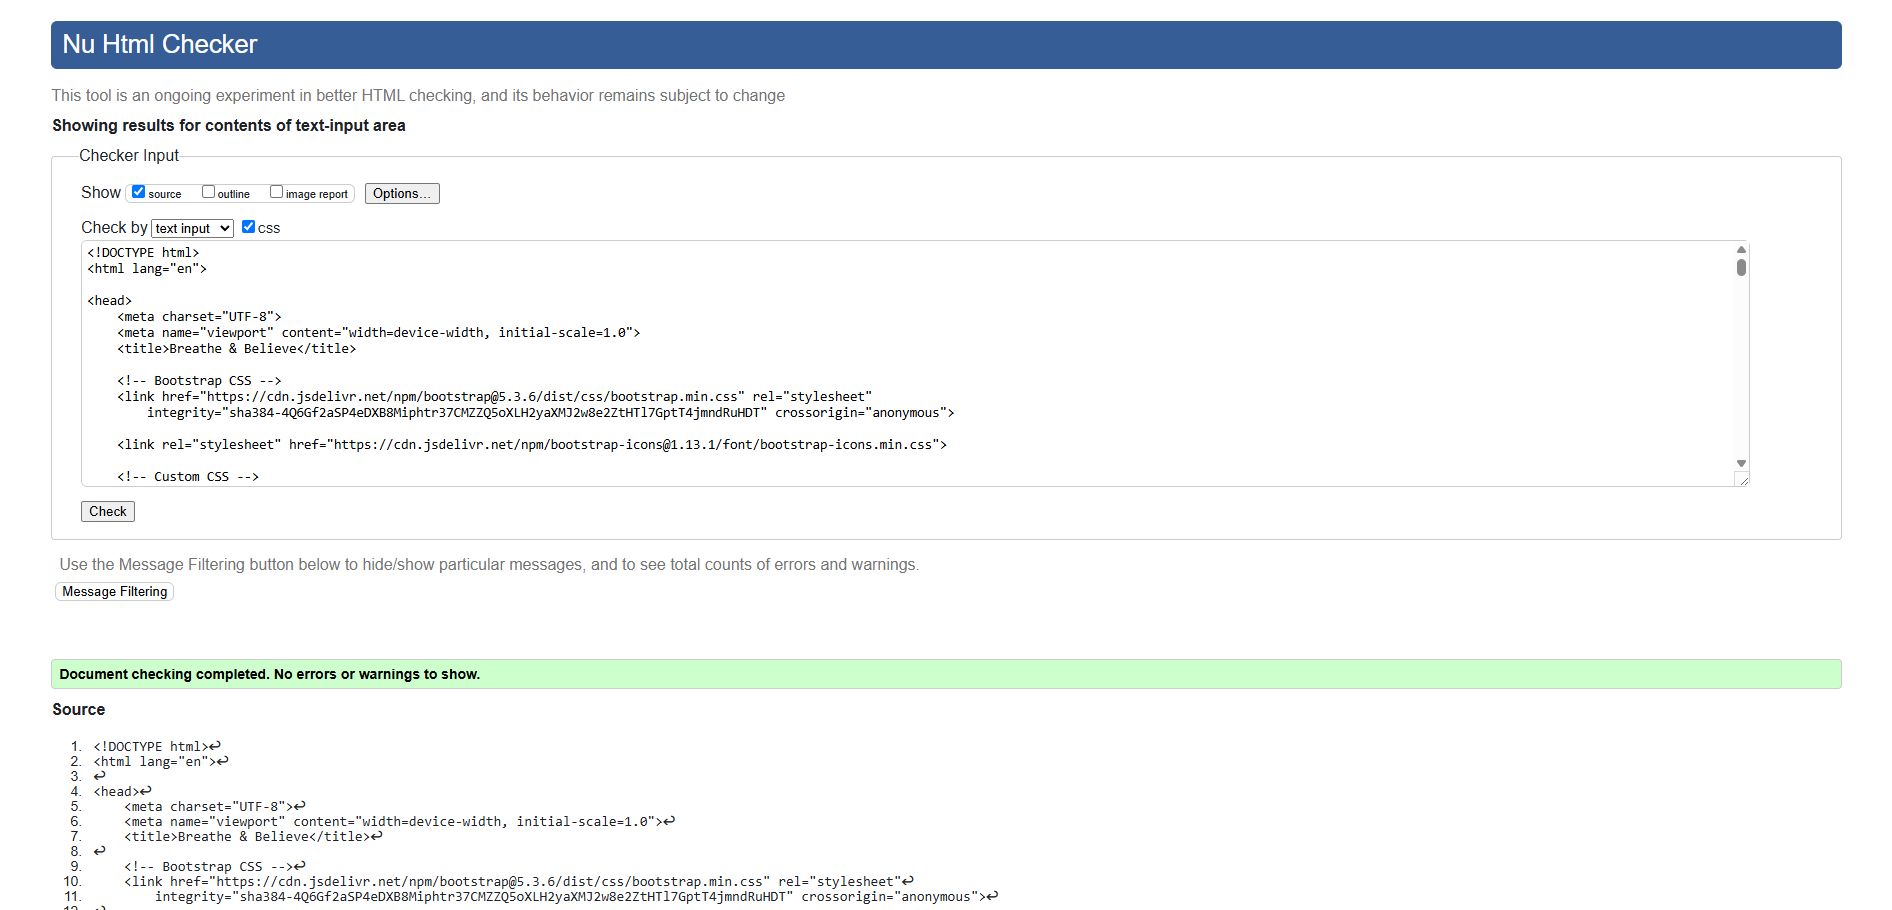 Nu Html Checker
This tool is an ongoing experiment in better HTML checking, and its behavior remains subject to change
Showing results for contents of text-input area
Checker Input
Show source outline image report Options...
Check by text input css
<!DOCTYPE html>
<html lang="en">
<head>
<meta charset="UTF-8">
<meta name="viewport" content="width=device-width, initial-scale=1.0">
<title>Breathe & Believe</title>
<!-- Bootstrap CSS -->
<link href="https://cdn.jsdelivr.net/npm/bootstrap@5.3.6/dist/css/bootstrap.min.css" rel="stylesheet"
integrity="sha384-4Q6Gf2aSP4eDXB8Miphtr37CMZZQ5oXLH2yaXMJ2w8e2ZtHTl7GptT4jmndRuHDT" crossorigin="anonymous">
<link rel="stylesheet" href="https://cdn.jsdelivr.net/npm/bootstrap-icons@1.13.1/font/bootstrap-icons.min.css">
<!-- Custom CSS -->
Check
Use the Message Filtering button below to hide/show particular messages, and to see total counts of errors and warnings.
Message Filtering
Document checking completed. No errors or warnings to show.
Source
1. <!DOCTYPE html>↩
2. <html lang="en">↩
3. ↩
4. <head>↩
5. <meta charset="UTF-8">↩
6. <meta name="viewport" content="width=device-width, initial-scale=1.0">↩
7. <title>Breathe & Believe</title>↩
8. ↩
9. <!-- Bootstrap CSS -->↩
10. <link href="https://cdn.jsdelivr.net/npm/bootstrap@5.3.6/dist/css/bootstrap.min.css" rel="stylesheet"↩
11. integrity="sha384-4Q6Gf2aSP4eDXB8Miphtr37CMZZQ5oXLH2yaXMJ2w8e2ZtHTl7GptT4jmndRuHDT" crossorigin="anonymous">↩